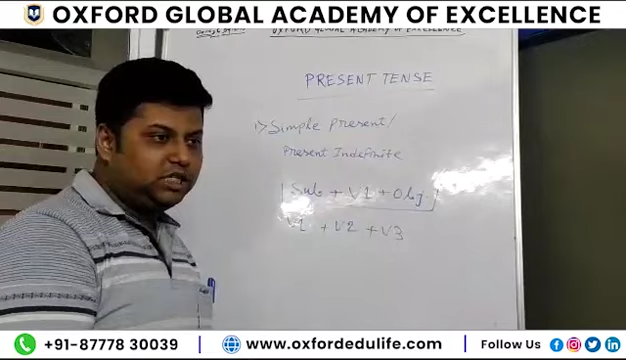 OXFORD GLOBAL ACADEMY OF EXCELLENCE
OXFORD GLOBAL ACADEMY OF EXCELLENCE
PRESENT TENSE
1> Simple Present/
Present Indefinite
Sub + V1 + Obj
V1 + V2 + V3
+91-87778 30039 | www.oxfordedulife.com | Follow Us